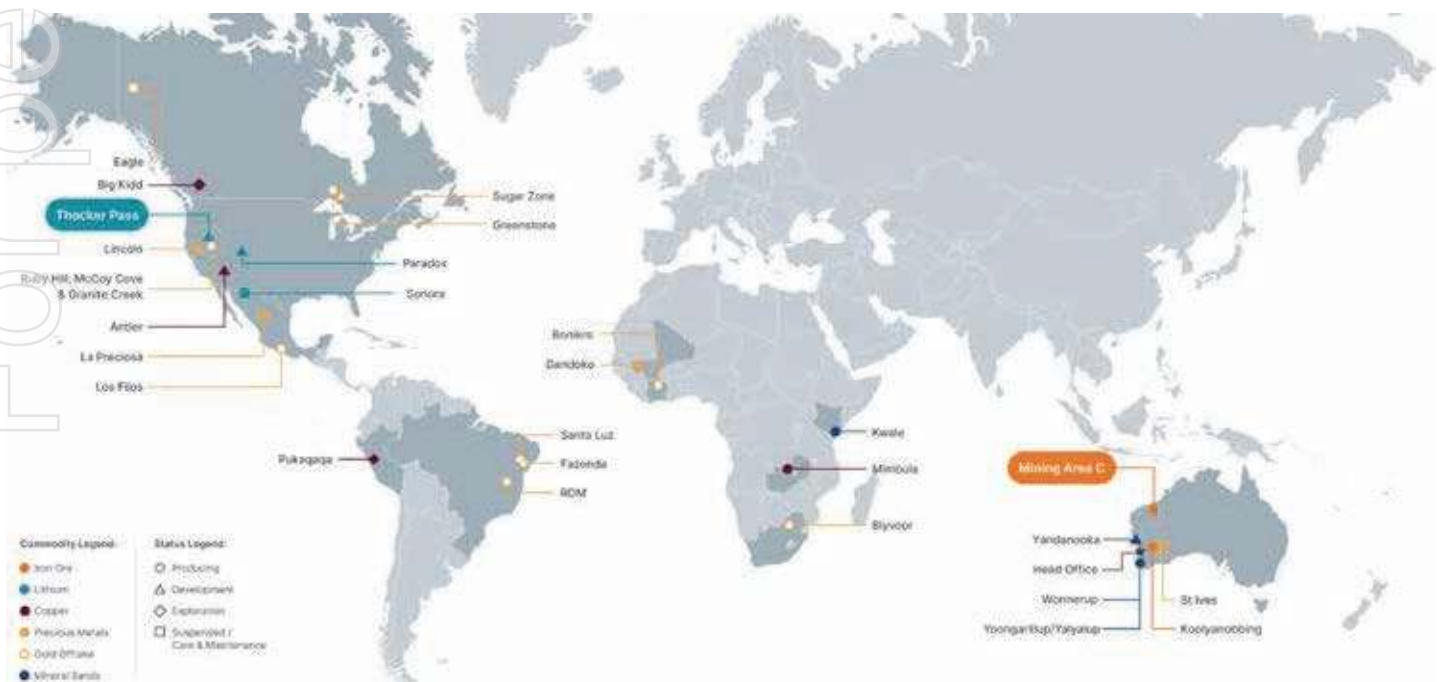 Eagle
Big Kidd
Thacker Pass
Lincoln
Ruby Hill, McCoy Cove
& Granite Creek
Antler
La Preciosa
Los Filos
Sugar Zone
Greenstone
Paradox
Sonora
Bonikro
Dandoko
Pukaqaqa
Santa Luz
Fazenda
RDM
Kwale
Mimbula
Blyvoor
Mining Area C
Yandanooka
Head Office
Wonnerup
Yoongarillup/Yalyalup
St Ives
Koolyanobbing
Commodity Legend:
Iron Ore
Lithium
Copper
Precious Metals
Gold Offtake
Mineral Sands
Status Legend:
Producing
Development
Exploration
Suspended /
Care & Maintenance